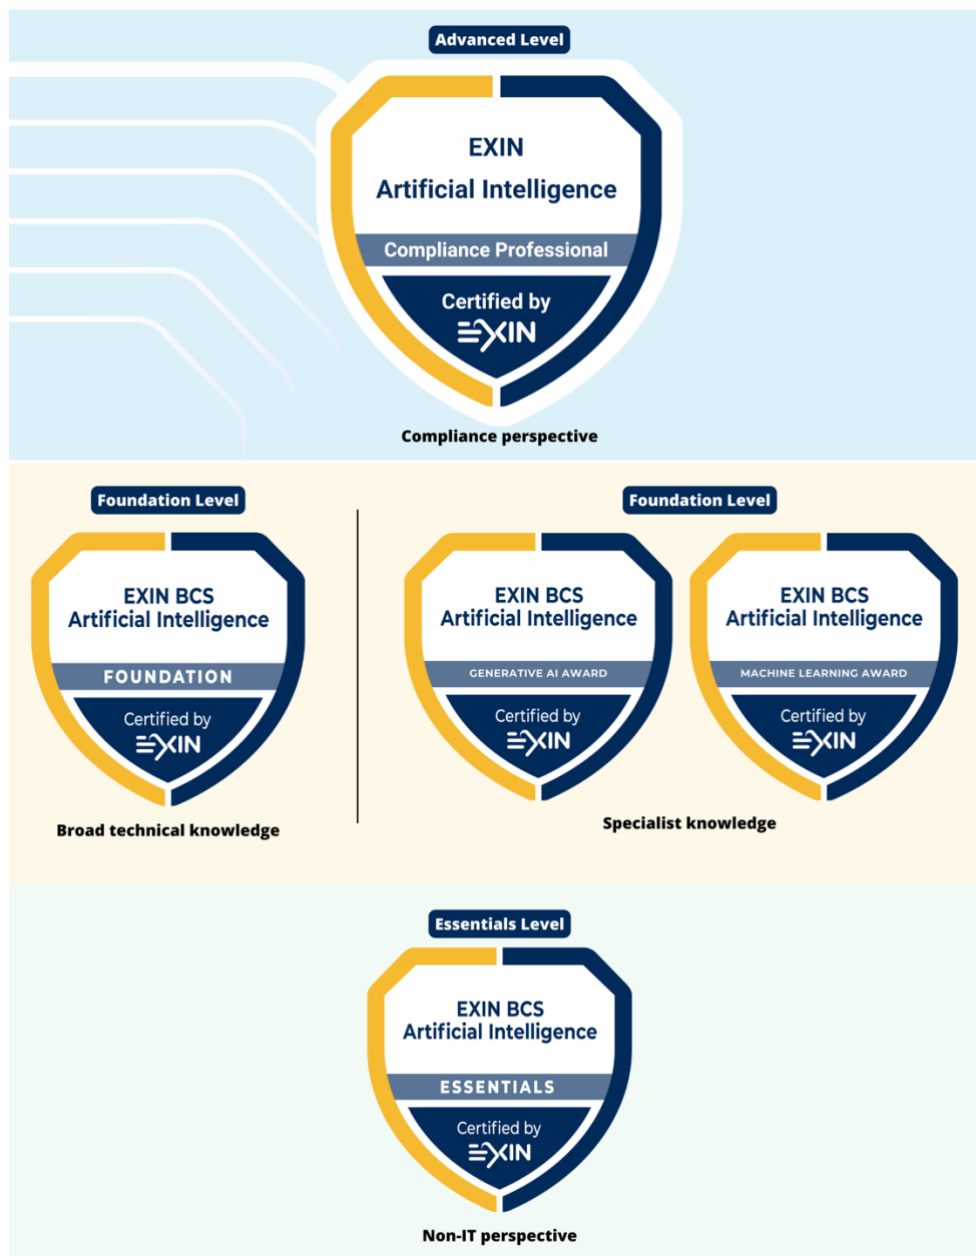 Advanced Level
EXIN
Artificial Intelligence
Compliance Professional
Certified by
EXIN
Compliance perspective
Foundation Level
EXIN BCS
Artificial Intelligence
FOUNDATION
Certified by
EXIN
Broad technical knowledge
Foundation Level
EXIN BCS
Artificial Intelligence
GENERATIVE AI AWARD
Certified by
EXIN
EXIN BCS
Artificial Intelligence
MACHINE LEARNING AWARD
Certified by
EXIN
Specialist knowledge
Essentials Level
EXIN BCS
Artificial Intelligence
ESSENTIALS
Certified by
EXIN
Non-IT perspective